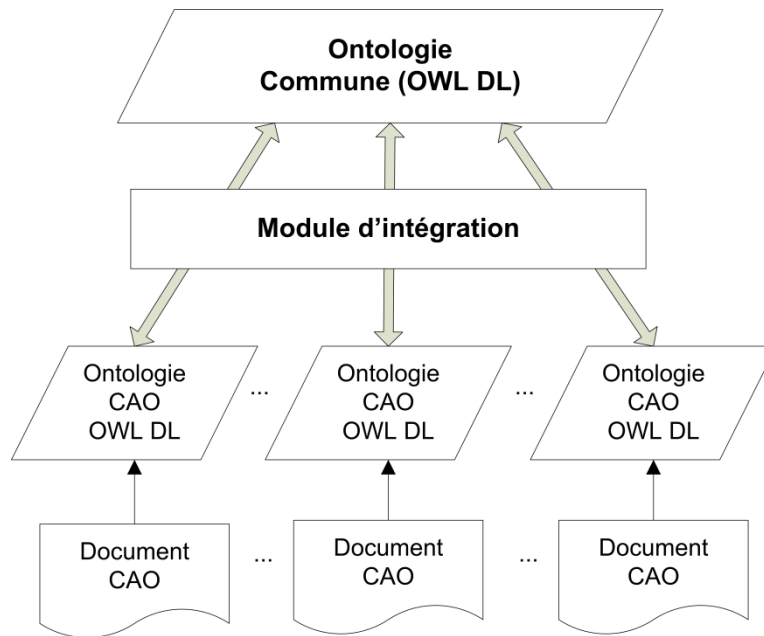 Ontologie
Commune (OWL DL)
Module d’intégration
Ontologie
CAO
OWL DL
...
Ontologie
CAO
OWL DL
...
Ontologie
CAO
OWL DL
Document
CAO
...
Document
CAO
...
Document
CAO